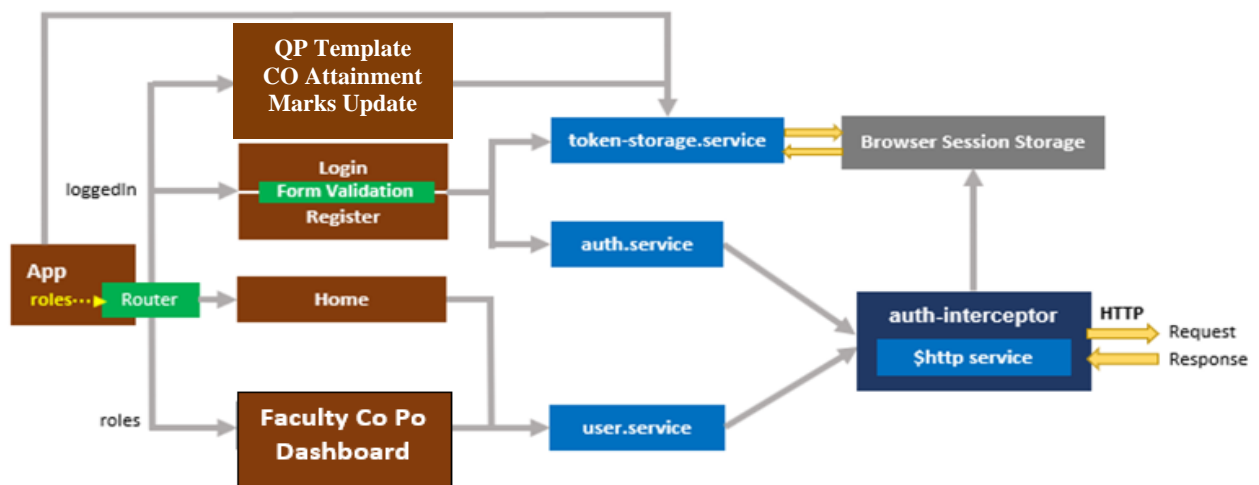 QP Template
CO Attainment
Marks Update
token-storage.service
Browser Session Storage
Login
Form Validation
Register
loggedIn
auth.service
App
roles
Router
Home
auth-interceptor
$http service
HTTP
Request
Response
roles
Faculty Co Po
Dashboard
user.service